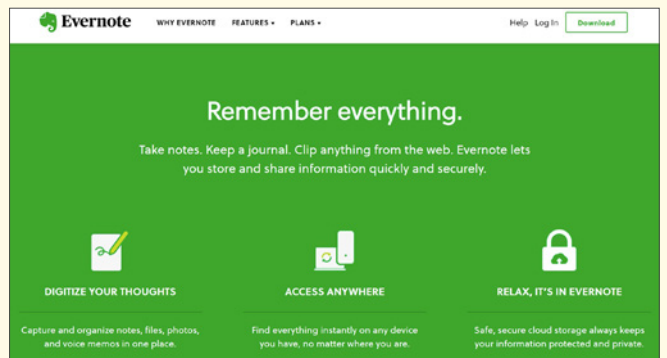 Evernote WHY EVERNOTE FEATURES PLANS Help Log In Download
Remember everything.
Take notes. Keep a journal. Clip anything from the web. Evernote lets
you store and share information quickly and securely.
DIGITIZE YOUR THOUGHTS
Capture and organize notes, files, photos,
and voice memos in one place.
ACCESS ANYWHERE
Find everything instantly on any device
you have, no matter where you are.
RELAX, IT'S IN EVERNOTE
Safe, secure cloud storage always keeps
your information protected and private.